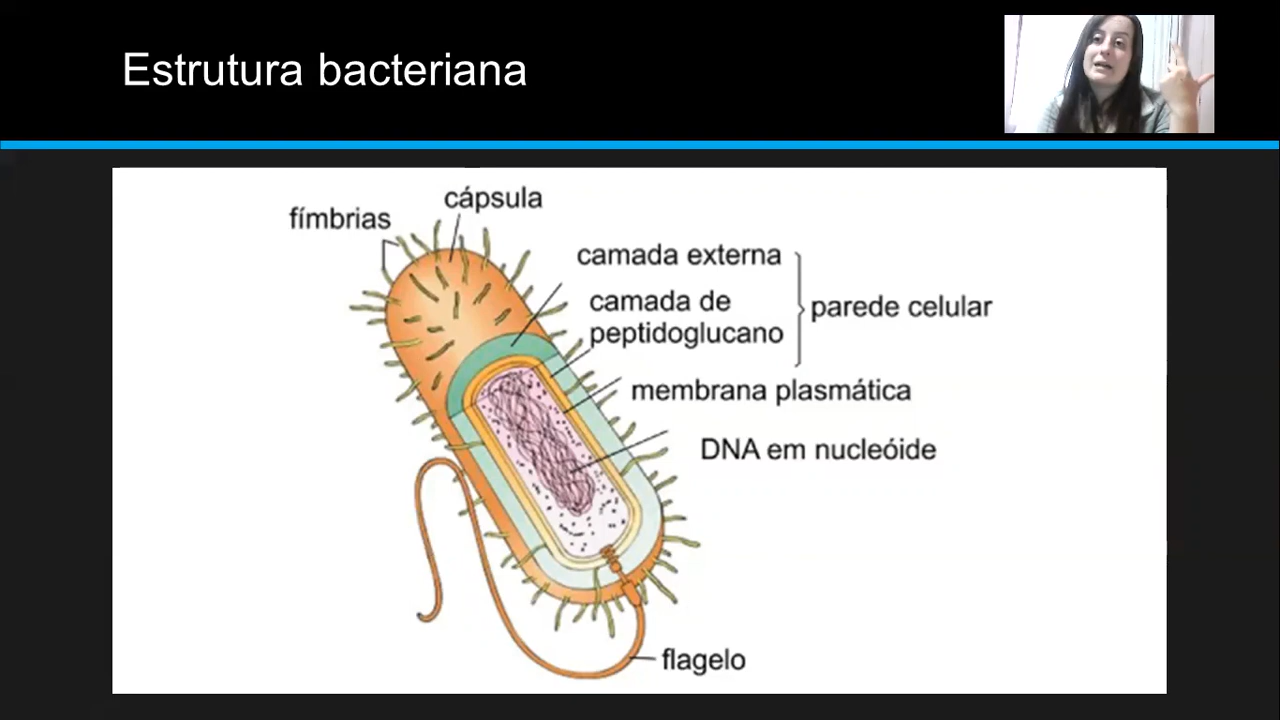 Estrutura bacteriana
cápsula
fímbrias
camada externa
camada de
peptidoglucano
parede celular
membrana plasmática
DNA em nucleóide
flagelo